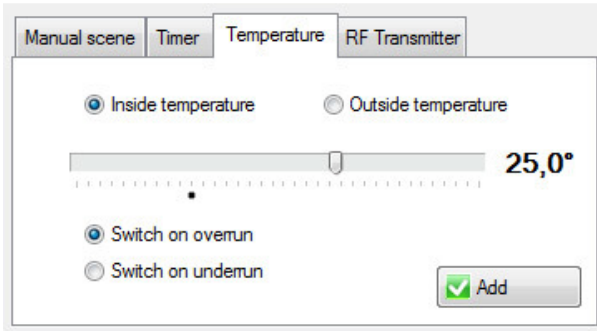 Manual scene Timer Temperature RF Transmitter
Inside temperature Outside temperature
25,0°
Switch on overrun
Switch on underrun
Add